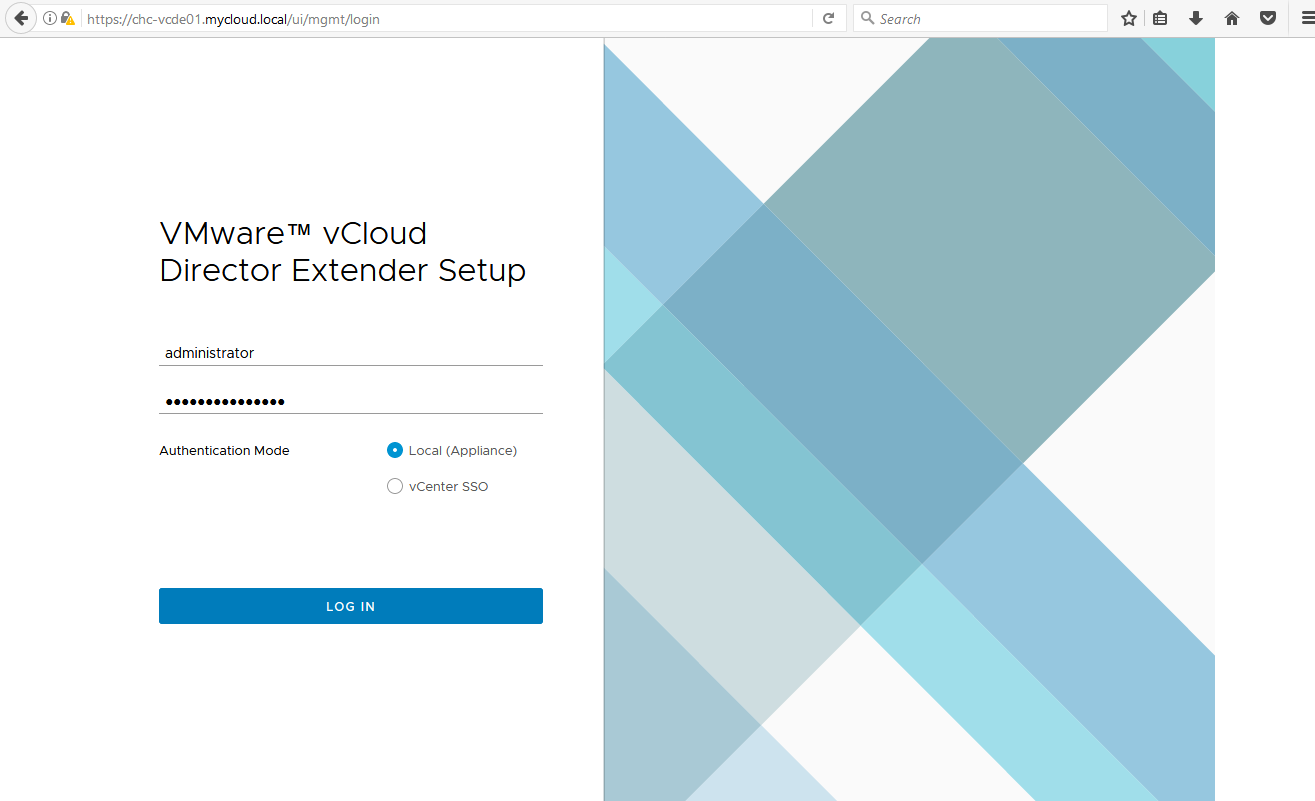 https://chc-vcde01.mycloud.local/ui/mgmt/login
Search
VMware™ vCloud
Director Extender Setup
administrator
•••••••••••••••
Authentication Mode
Local (Appliance)
vCenter SSO
LOG IN